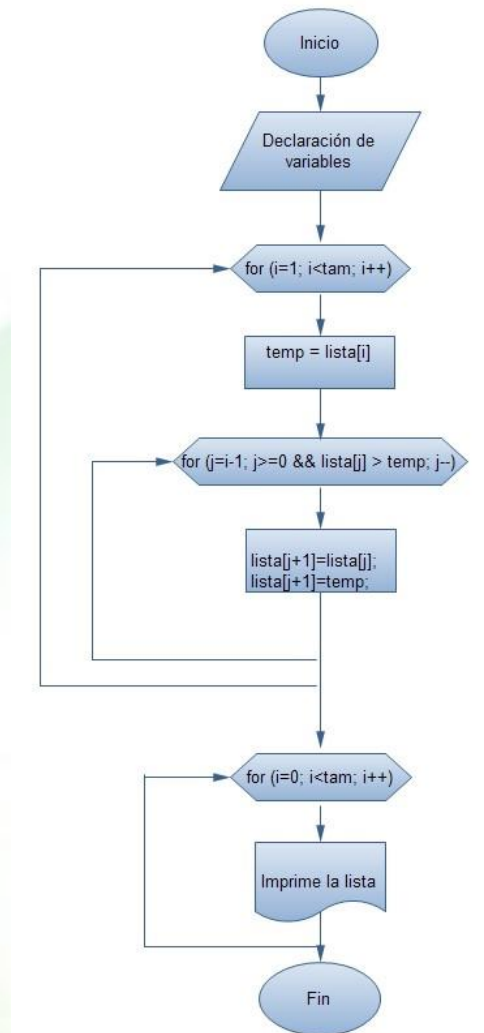 Inicio
Declaración de
variables
for (i=1; i<tam; i++)
temp = lista[i]
for (j=i-1; j>=0 && lista[j] > temp; j--)
lista[j+1]=lista[j];
lista[j+1]=temp;
for (i=0; i<tam; i++)
Imprime la lista
Fin